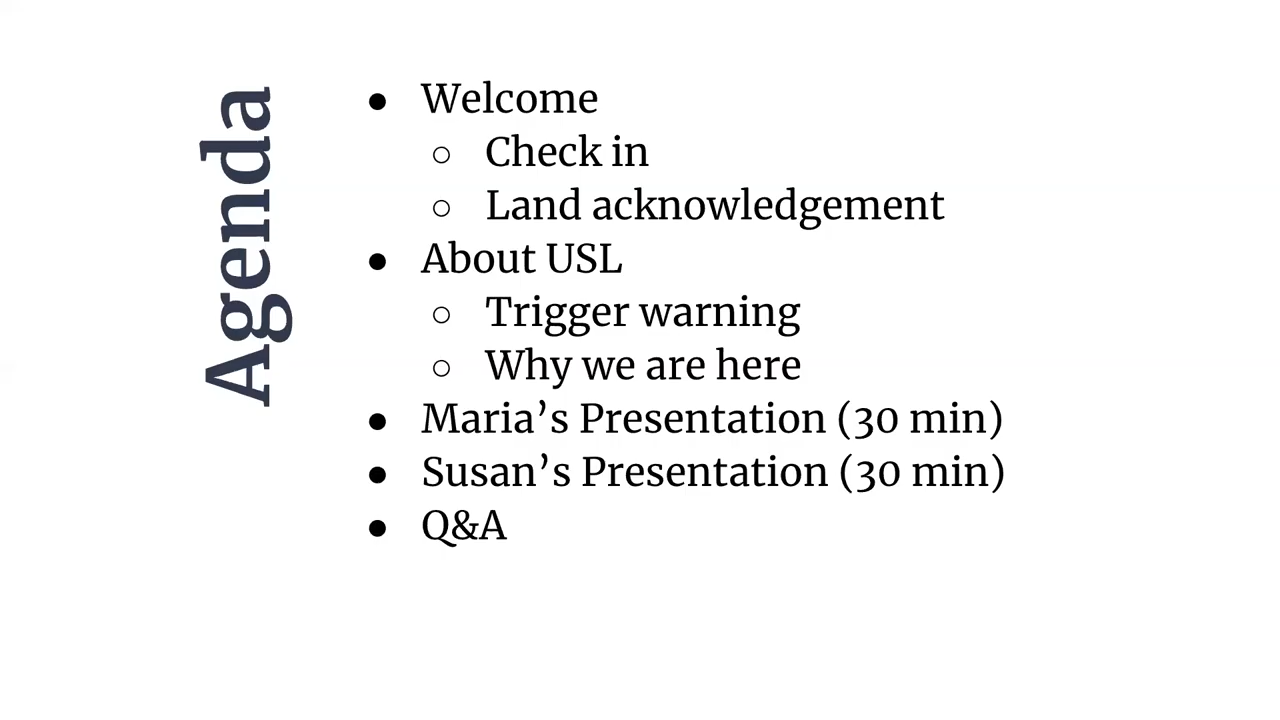 Agenda
● Welcome
○ Check in
○ Land acknowledgement
● About USL
○ Trigger warning
○ Why we are here
● Maria’s Presentation (30 min)
● Susan’s Presentation (30 min)
● Q&A